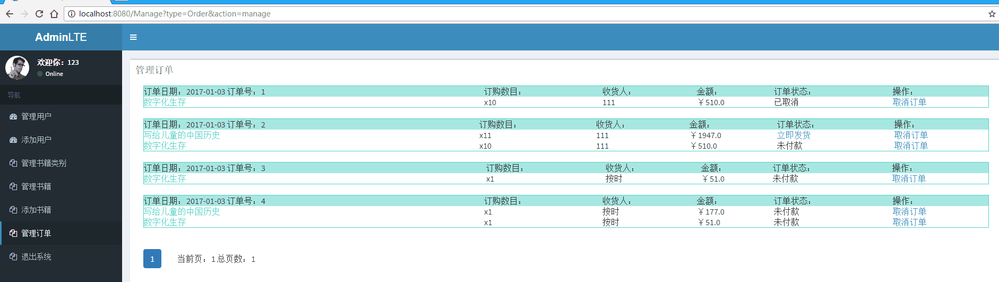 localhost:8080/Manage?type=Order&action=manage
AdminLTE
欢迎你：123
Online
导航
管理用户
添加用户
管理书籍类别
管理书籍
添加书籍
管理订单
退出系统
管理订单
订单日期：2017-01-03 订单号：1 订购数目： 收货人： 金额： 订单状态： 操作：
数字化生存 x10 111 ￥510.0 已取消 取消订单
订单日期：2017-01-03 订单号：2 订购数目： 收货人： 金额： 订单状态： 操作：
写给儿童的中国历史 x11 111 ￥1947.0 立即发货 取消订单
数字化生存 x10 111 ￥510.0 未付款 取消订单
订单日期：2017-01-03 订单号：3 订购数目： 收货人： 金额： 订单状态： 操作：
数字化生存 x1 按时 ￥51.0 未付款 取消订单
订单日期：2017-01-03 订单号：4 订购数目： 收货人： 金额： 订单状态： 操作：
写给儿童的中国历史 x1 按时 ￥177.0 未付款 取消订单
数字化生存 x1 按时 ￥51.0 未付款 取消订单
1 当前页：1 总页数：1